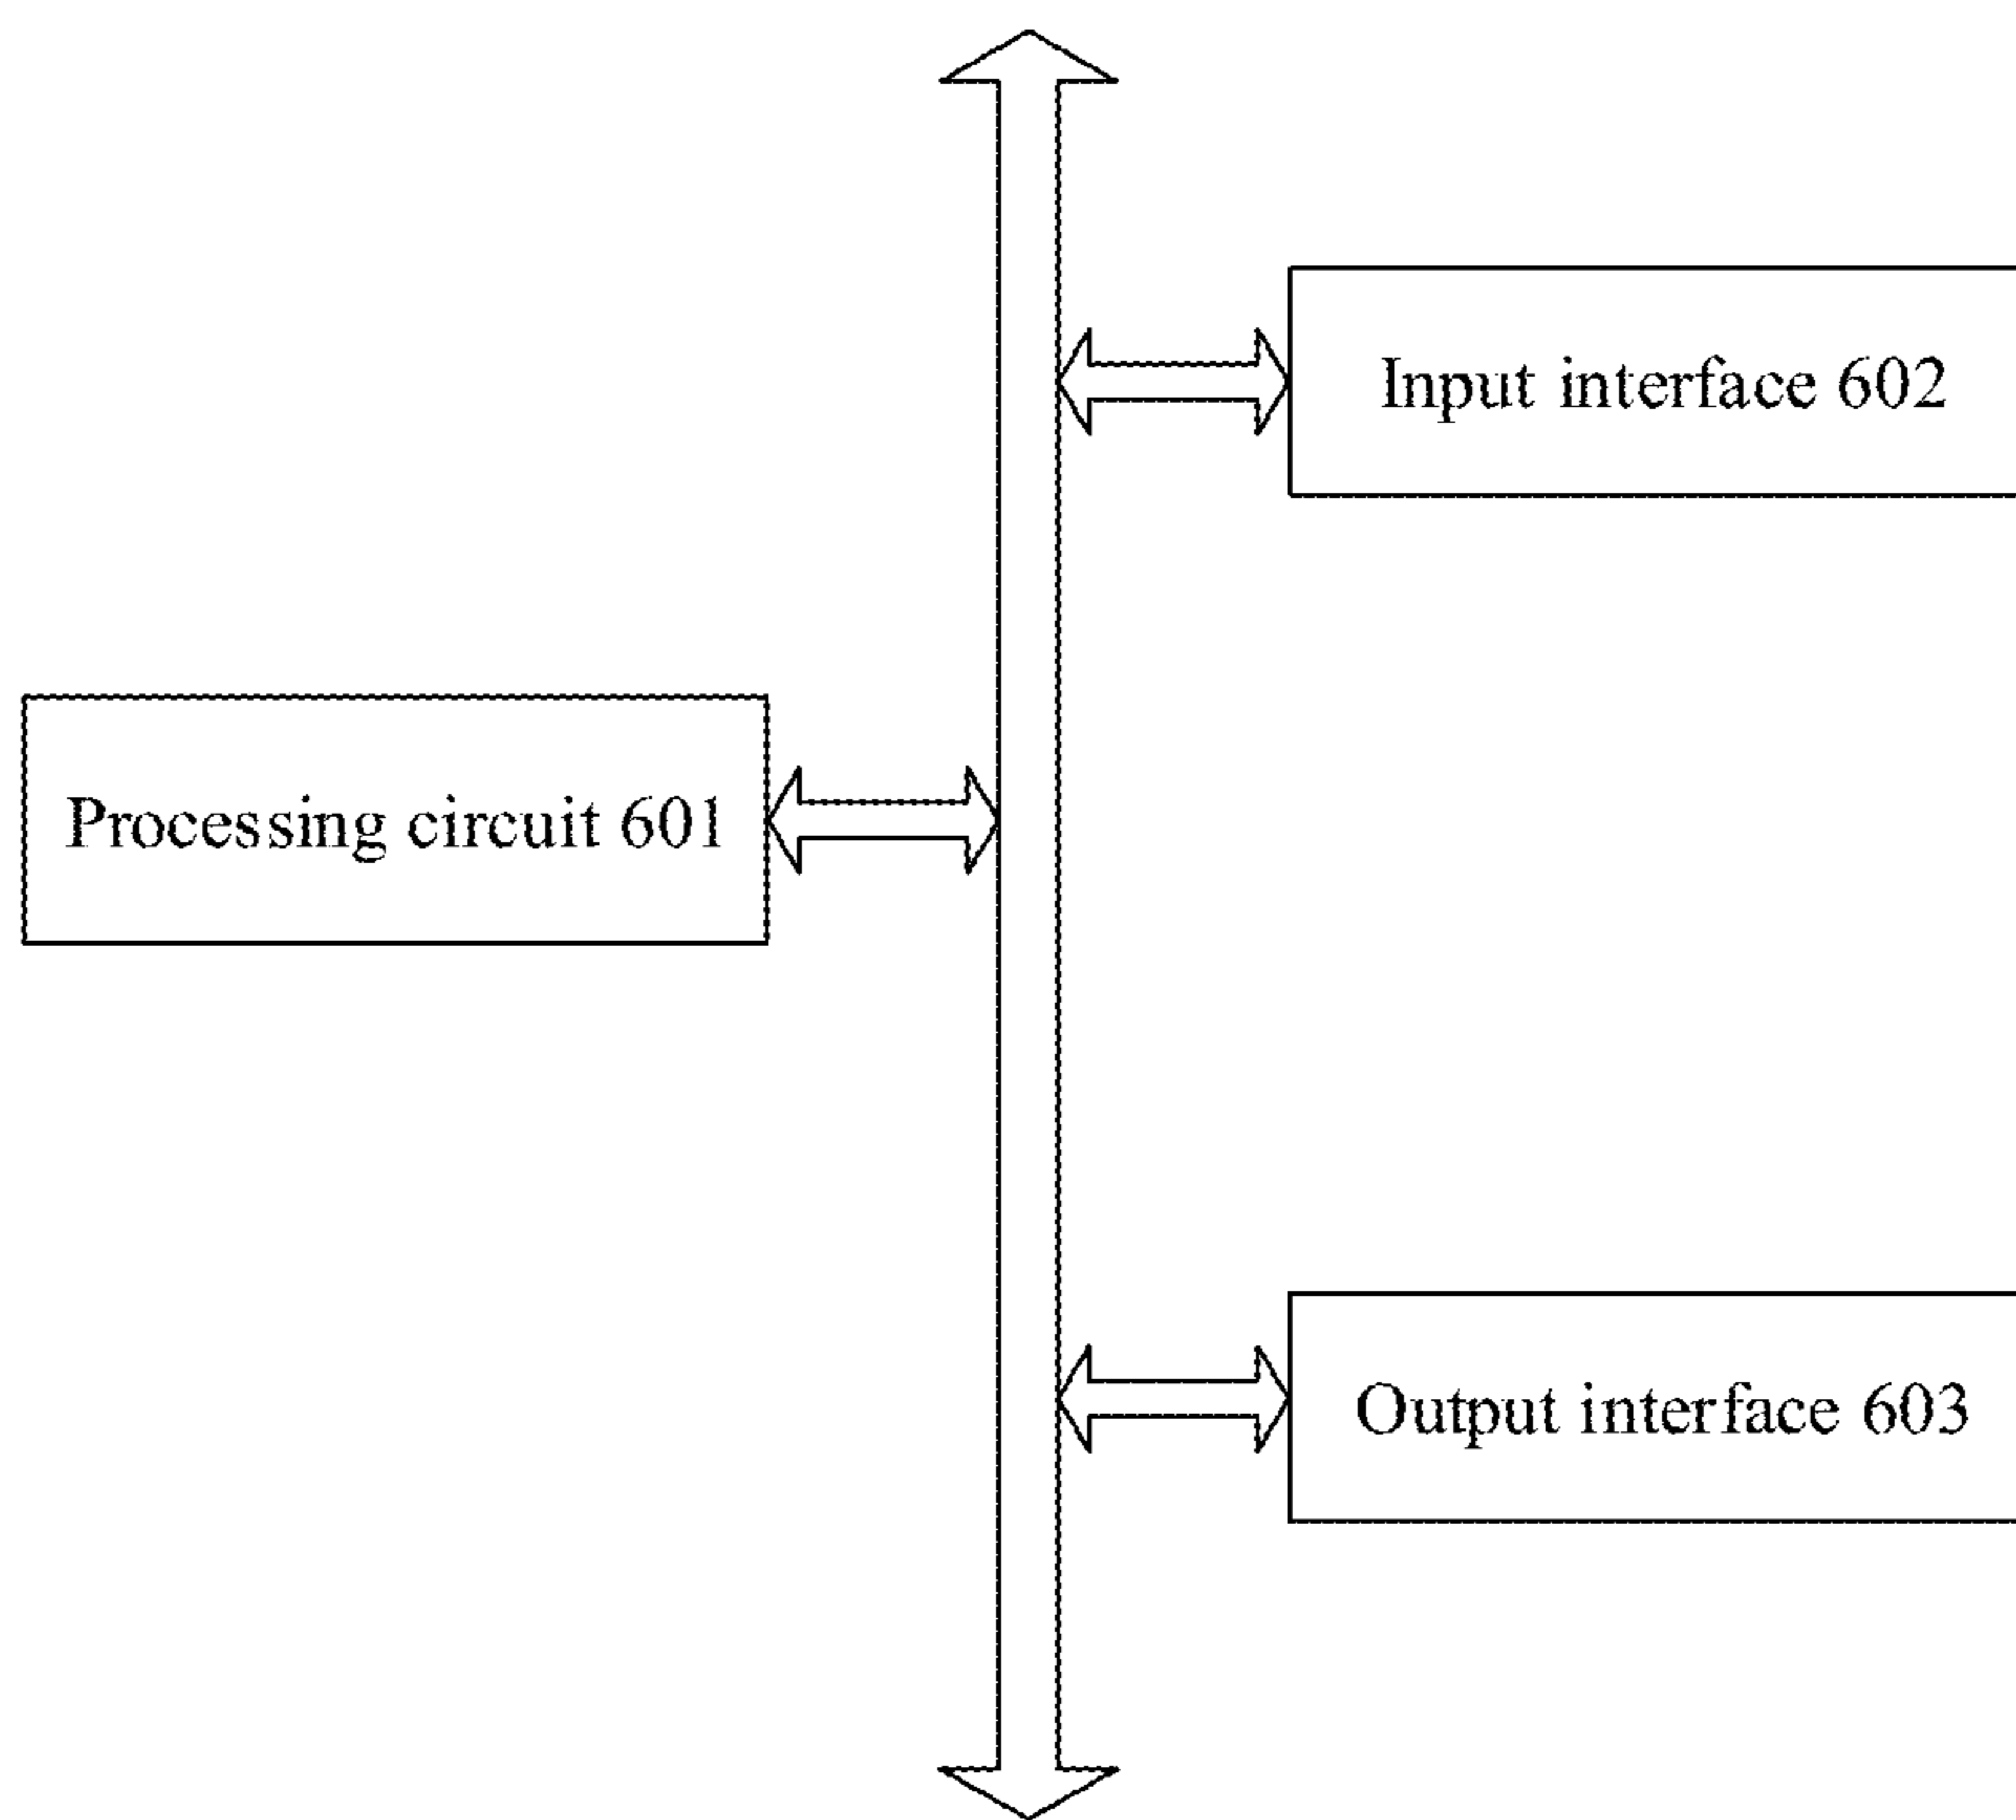 Input interface 602
Processing circuit 601
Output interface 603